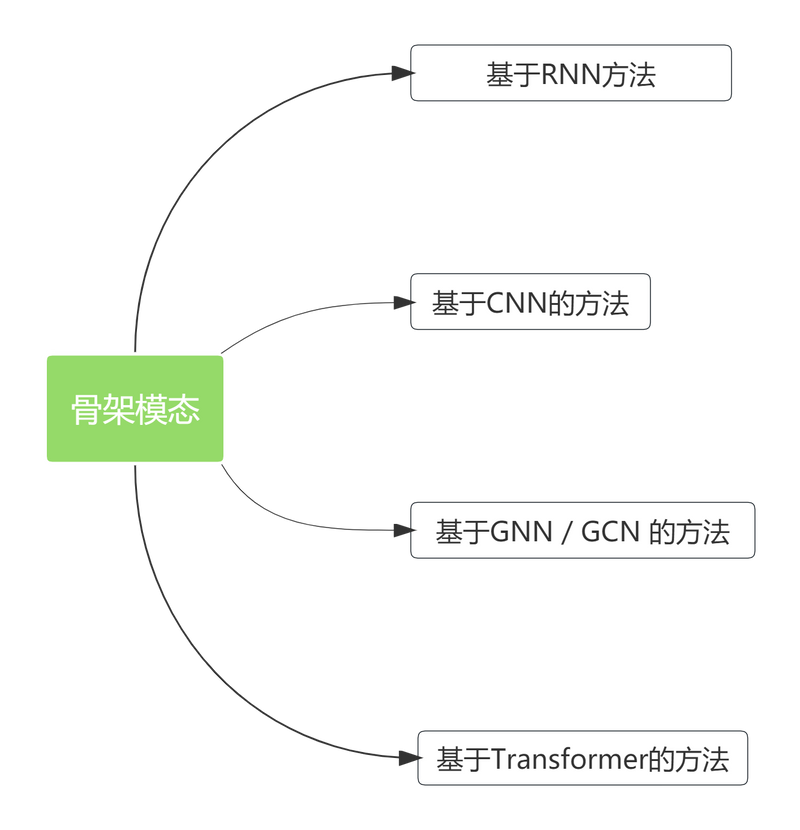 基于RNN方法
基于CNN的方法
骨架模态
基于GNN / GCN 的方法
基于Transformer的方法